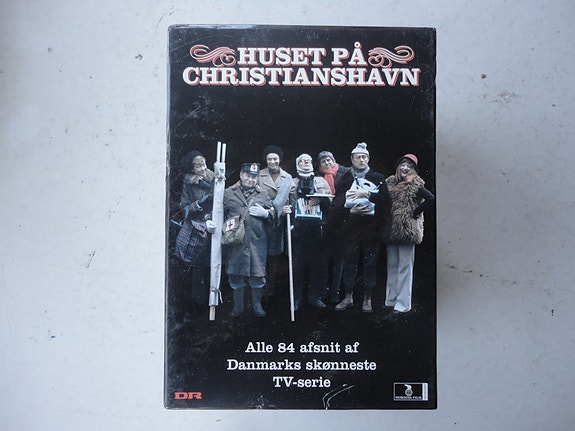 HUSET PÅ
CHRISTIANSHAVN
Alle 84 afsnit af
Danmarks skønneste
TV-serie
DR
NORDISK FILM